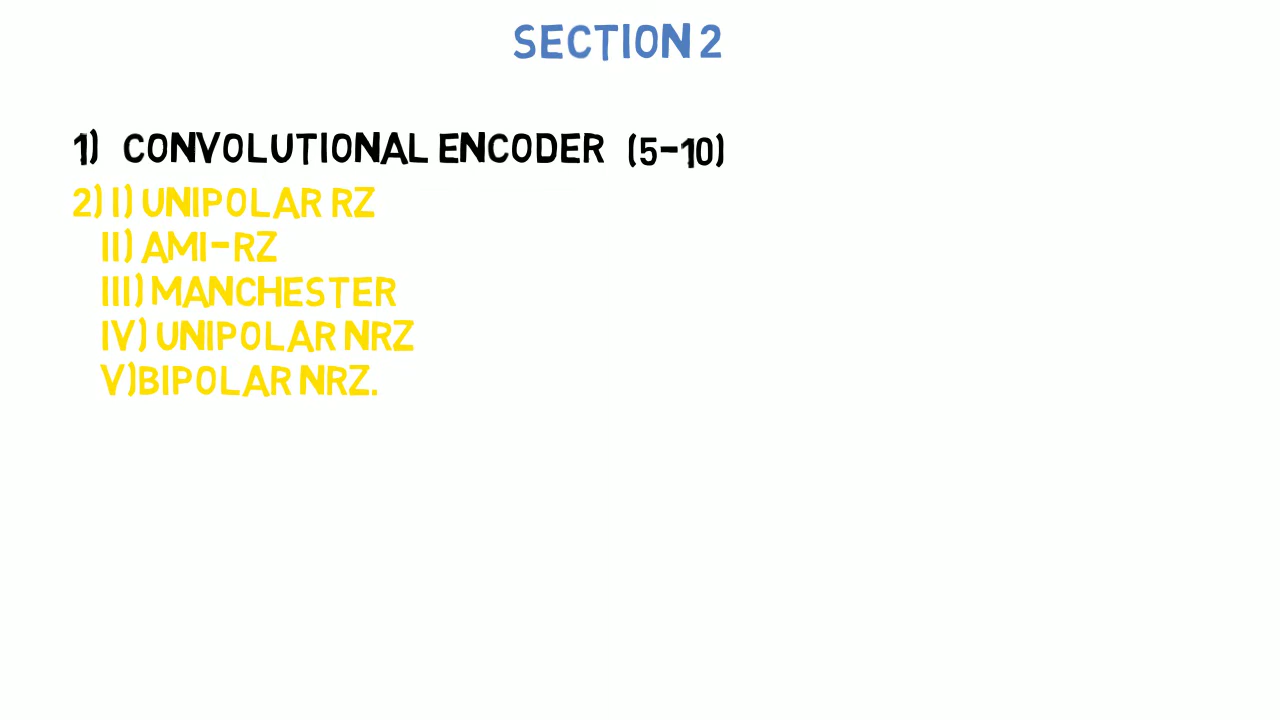 SECTION 2
1) CONVOLUTIONAL ENCODER (5-10)
2) I) UNIPOLAR RZ
II) AMI-RZ
III) MANCHESTER
IV) UNIPOLAR NRZ
V)BIPOLAR NRZ.